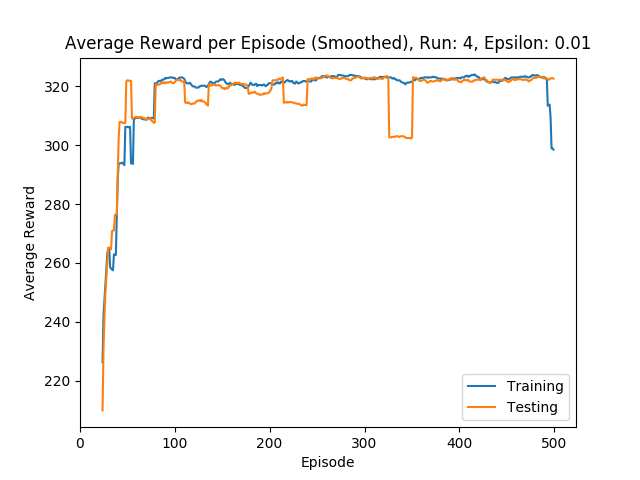 Average Reward per Episode (Smoothed), Run: 4, Epsilon: 0.01
Average Reward
320
300
280
260
240
220
0
100
200
300
400
500
Episode
Training
Testing